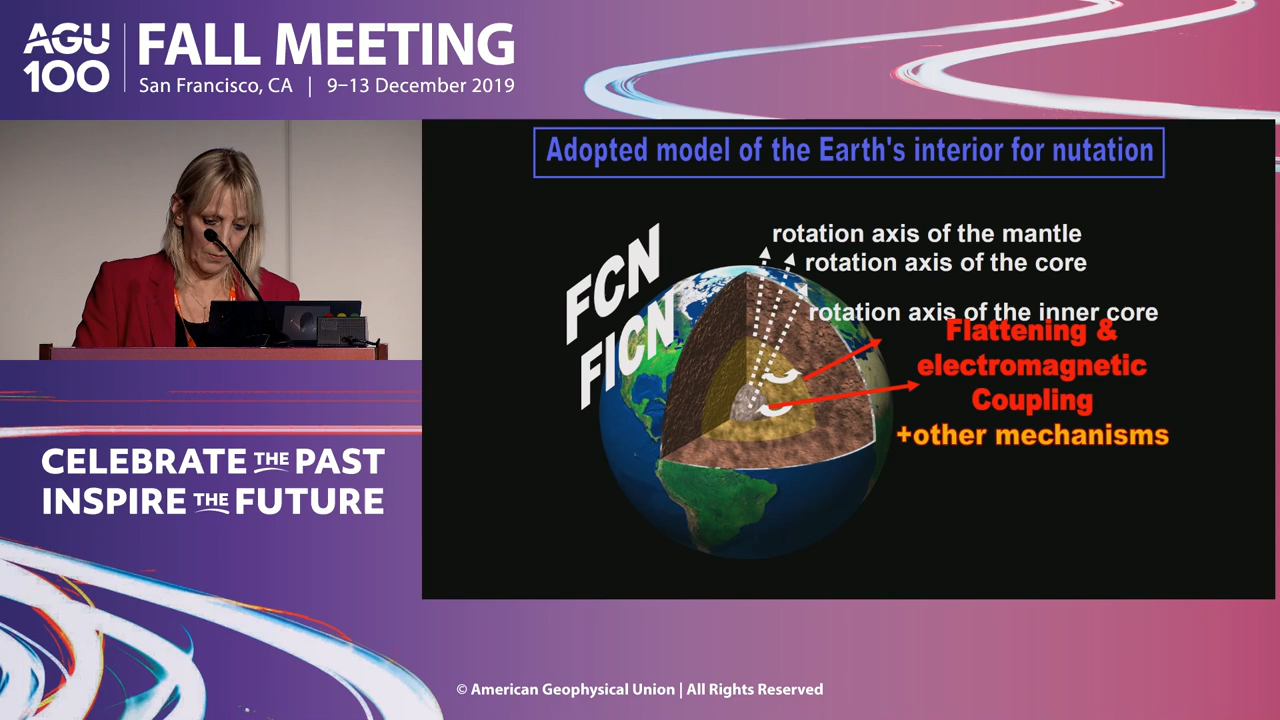 AGU
100
FALL MEETING
San Francisco, CA | 9–13 December 2019
Adopted model of the Earth's interior for nutation
FCN
FICN
rotation axis of the mantle
rotation axis of the core
rotation axis of the inner core
Flattening &
electromagnetic
Coupling
+other mechanisms
CELEBRATE THE PAST
INSPIRE THE FUTURE
© American Geophysical Union | All Rights Reserved